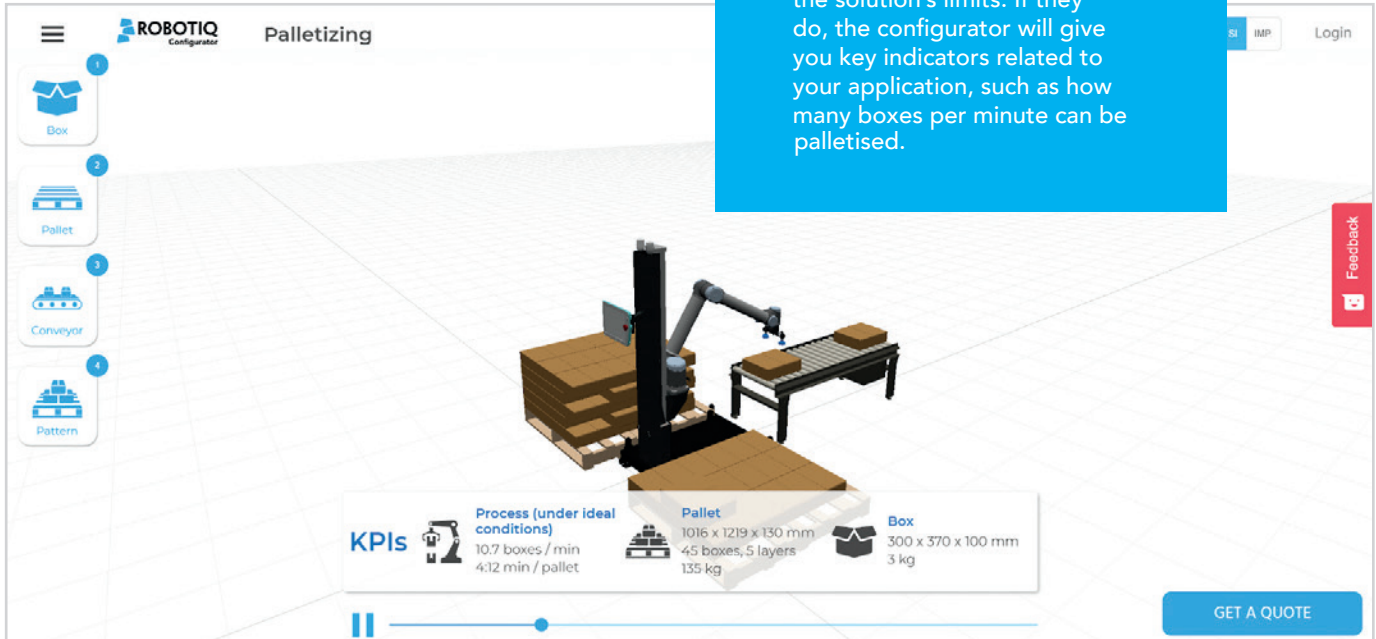 the solution's limits. If they
do, the configurator will give
you key indicators related to
your application, such as how
many boxes per minute can be
palletised.
ROBOTIQ
Configurator
Palletizing
SI IMP
Login
1
Box
2
Pallet
3
Conveyor
4
Pattern
Feedback
KPIs
Process (under ideal
conditions)
10.7 boxes / min
4:12 min / pallet
Pallet
1016 x 1219 x 130 mm
45 boxes, 5 layers
135 kg
Box
300 x 370 x 100 mm
3 kg
GET A QUOTE